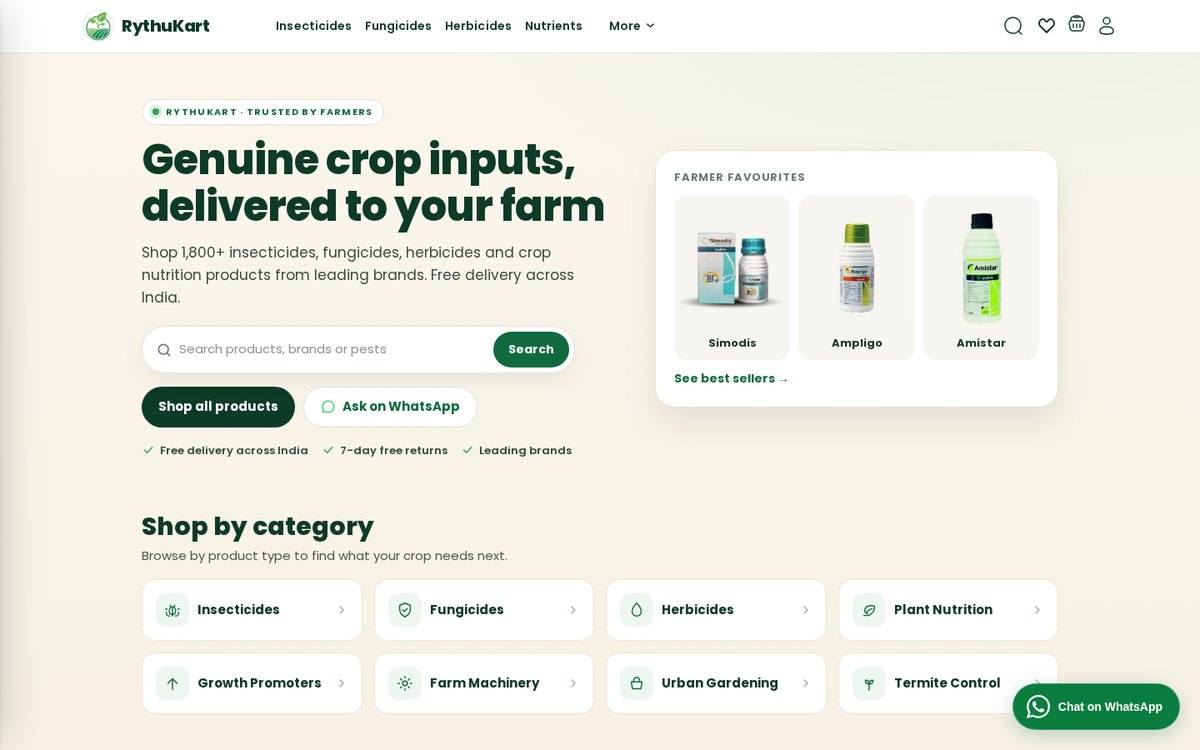 RythuKart
Insecticides Fungicides Herbicides Nutrients More
RYTHUKART · TRUSTED BY FARMERS
Genuine crop inputs,
delivered to your farm
Shop 1,800+ insecticides, fungicides, herbicides and crop
nutrition products from leading brands. Free delivery across
India.
Search products, brands or pests
Search
Shop all products
Ask on WhatsApp
Free delivery across India
7-day free returns
Leading brands
FARMER FAVOURITES
Simodis
Ampligo
Amistar
Simodis
Ampligo
Amistar
See best sellers →
Shop by category
Browse by product type to find what your crop needs next.
Insecticides
Fungicides
Herbicides
Plant Nutrition
Growth Promoters
Farm Machinery
Urban Gardening
Termite Control
Chat on WhatsApp